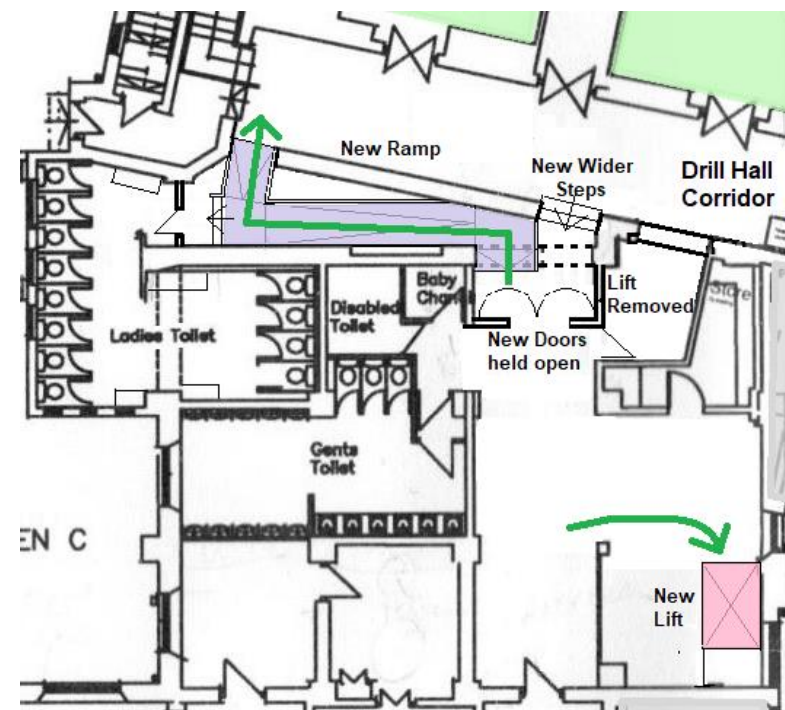 New Ramp
New Wider
Steps
Drill Hall
Corridor
Baby
Chan
Disabled
Toilet
Lift
Removed
Store
Ladies Toilet
New Doors
held open
Gents
Toilet
EN C
New
Lift